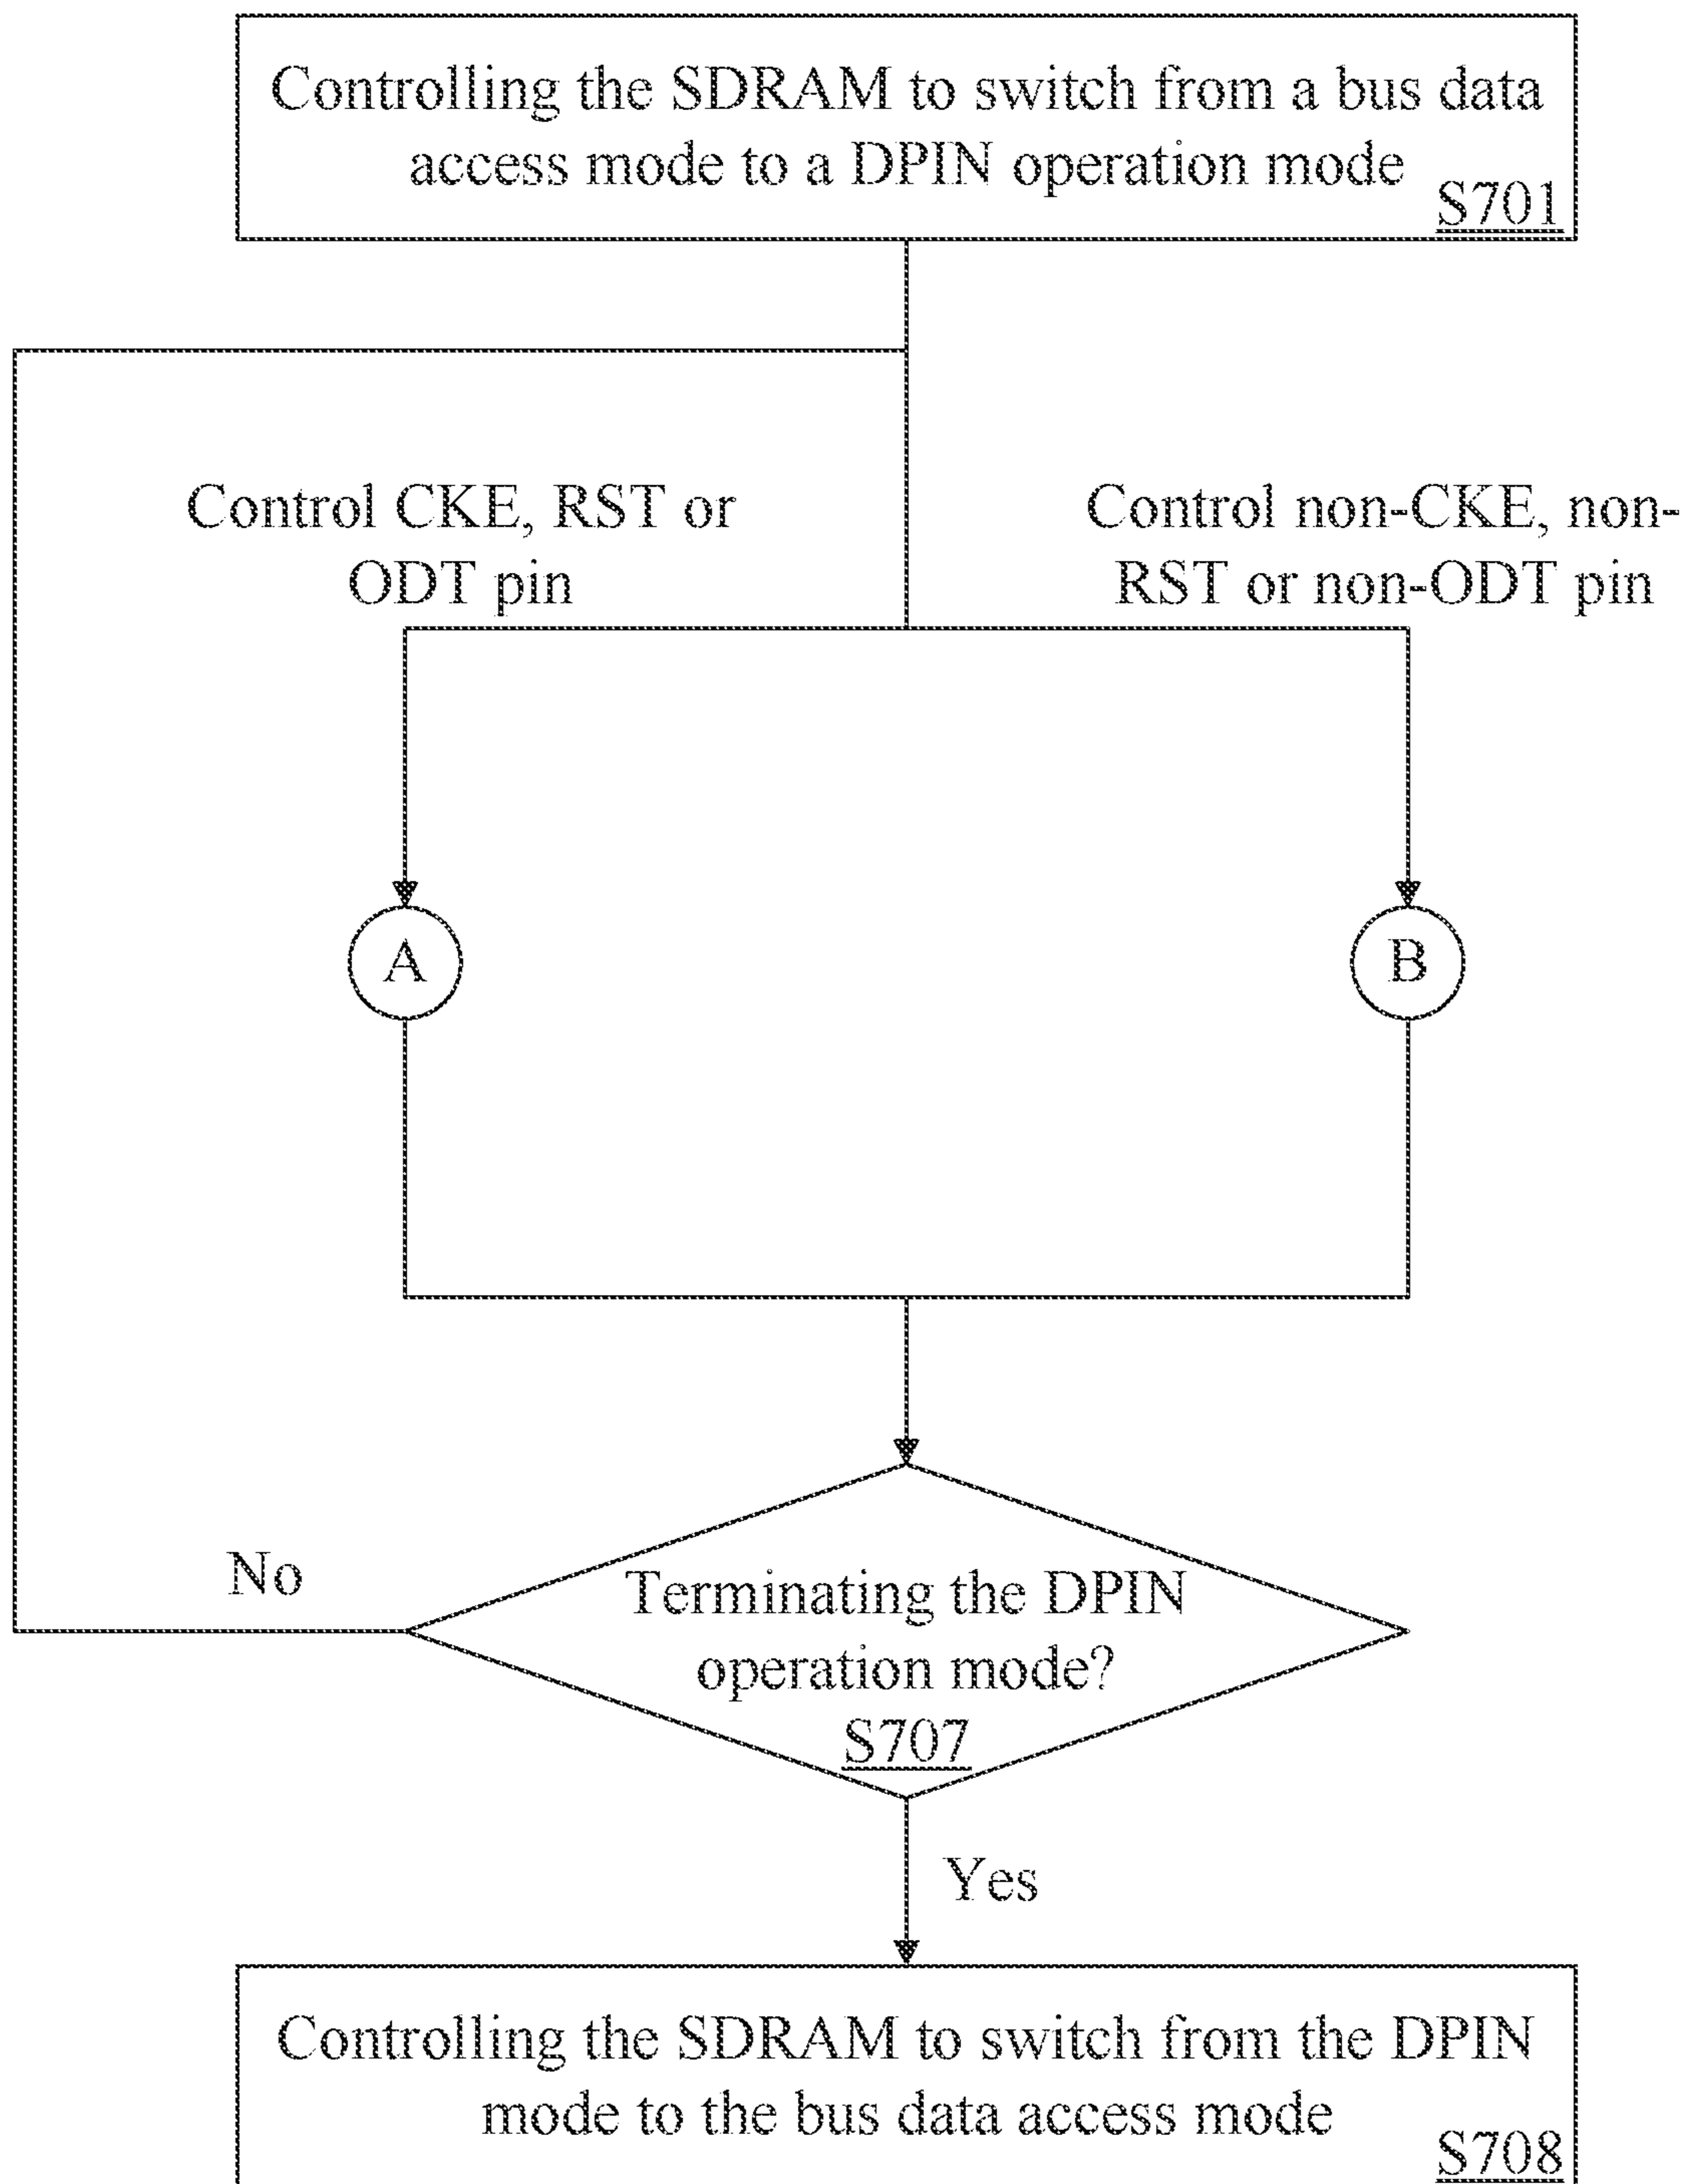 Controlling the SDRAM to switch from a bus data
access mode to a DPIN operation mode
S701
Control CKE, RST or
ODT pin
Control non-CKE, non-
RST or non-ODT pin
A
B
No
Terminating the DPIN
operation mode?
S707
Yes
Controlling the SDRAM to switch from the DPIN
mode to the bus data access mode
S708